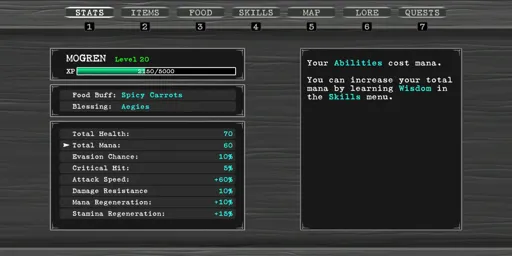 STATS ITEMS FOOD SKILLS MAP LORE QUESTS
1 2 3 4 5 6 7
MOGREN Level 20
XP 2150/5000
Food Buff: Spicy Carrots
Blessing: Aegies
Total Health: 70
Total Mana: 60
Evasion Chance: 10%
Critical Hit: 5%
Attack Speed: +60%
Damage Resistance 10%
Mana Regeneration: +10%
Stamina Regeneration: +15%
Your Abilities cost mana.
You can increase your total
mana by learning Wisdom in
the Skills menu.